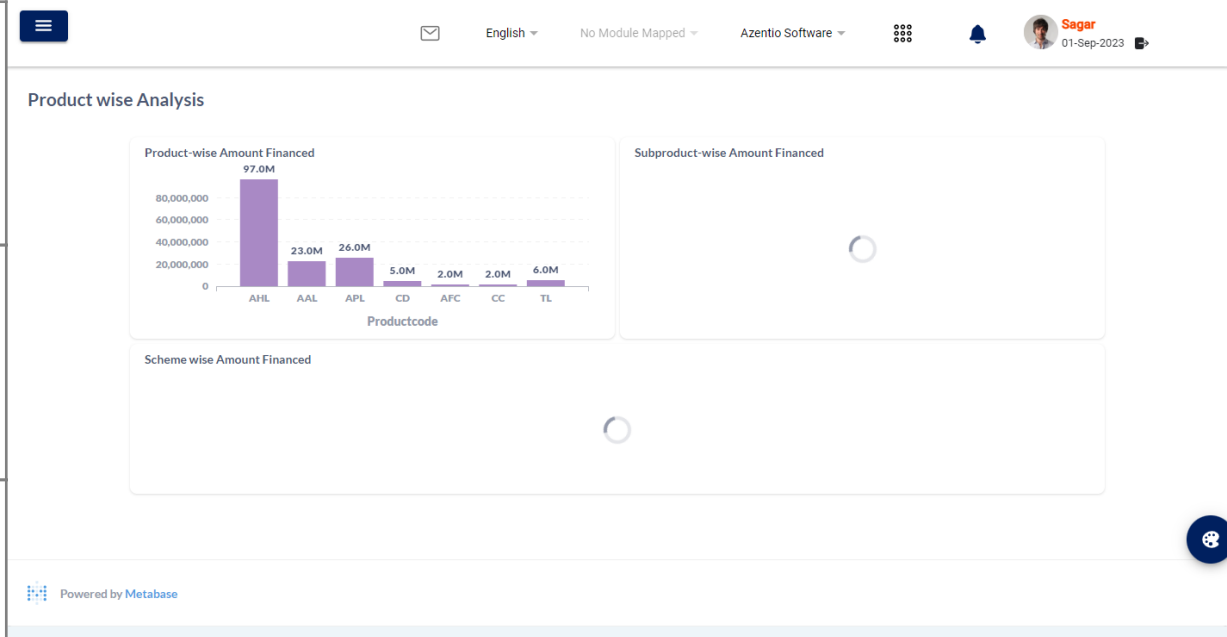 English No Module Mapped Azentio Software Sagar
01-Sep-2023
Product wise Analysis
Product-wise Amount Financed
97.0M
80,000,000
60,000,000
40,000,000
20,000,000
0
23.0M
26.0M
5.0M
2.0M
2.0M
6.0M
AHL AAL APL CD AFC CC TL
Productcode
Subproduct-wise Amount Financed
Scheme wise Amount Financed
Powered by Metabase